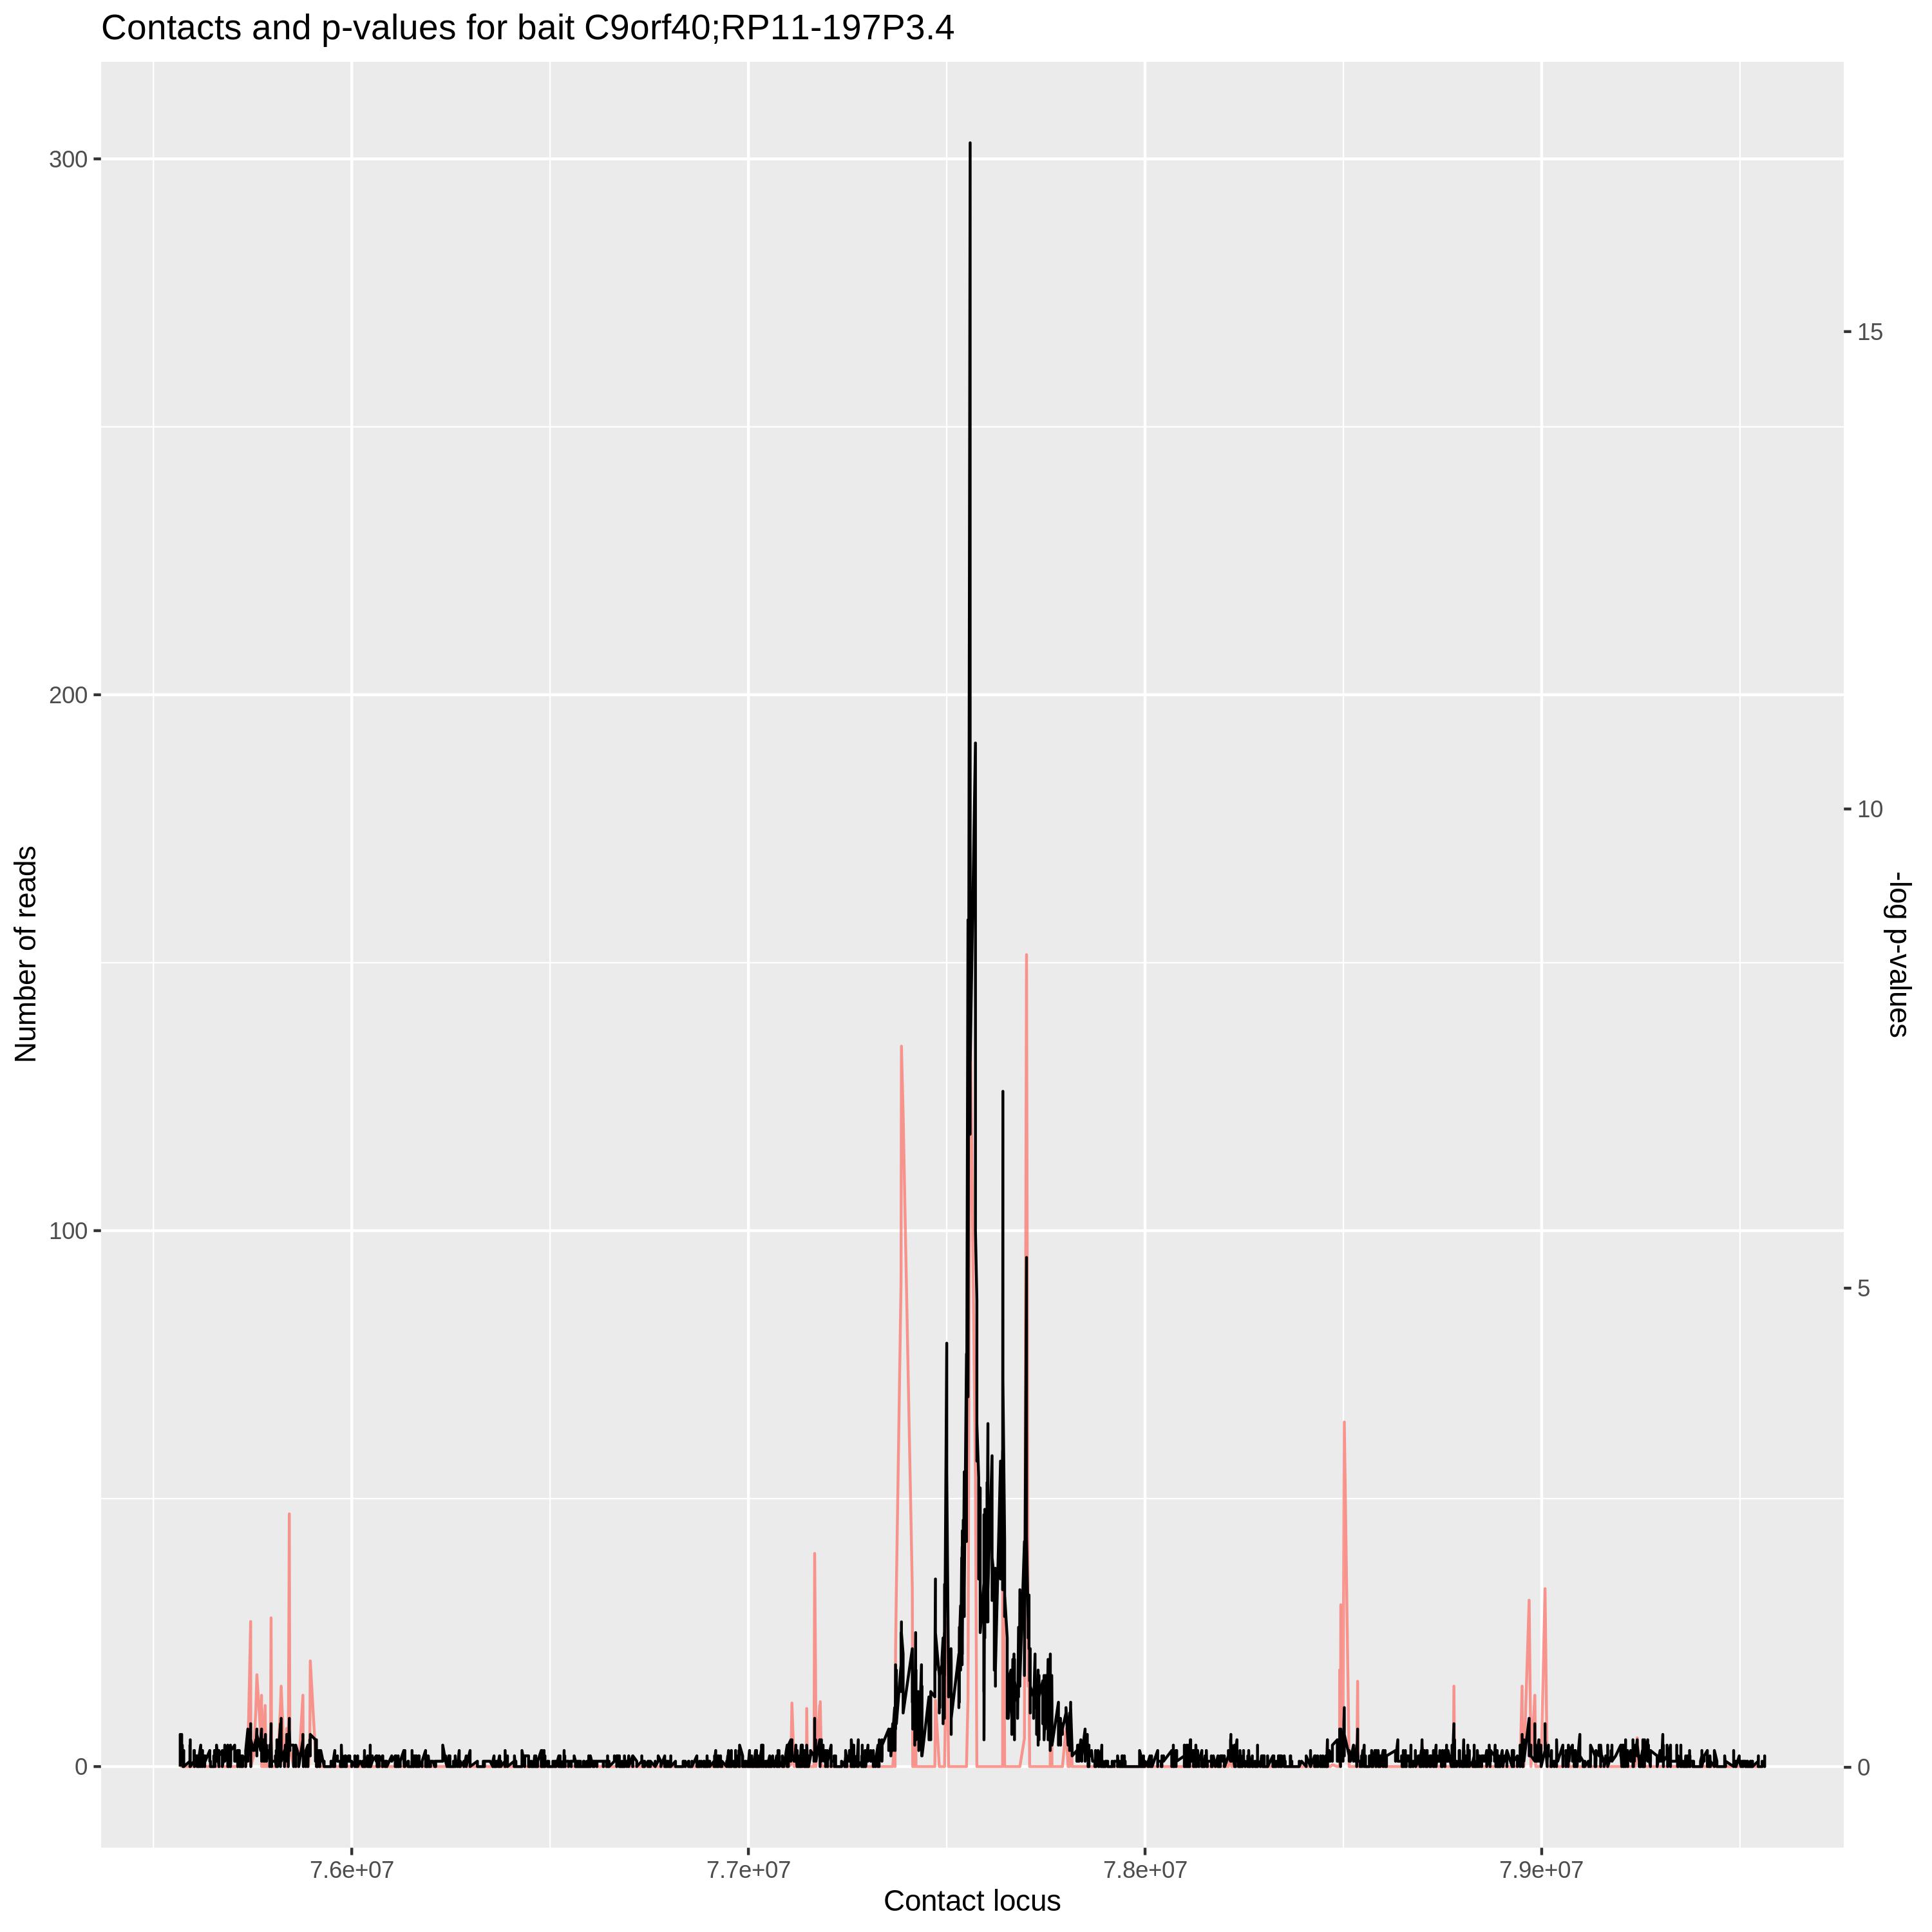 Contacts and p-values for bait C9orf40;RP11-197P3.4
300
200
100
0
Number of reads
15
10
5
0
-log p-values
7.6e+07
7.7e+07
7.8e+07
7.9e+07
Contact locus